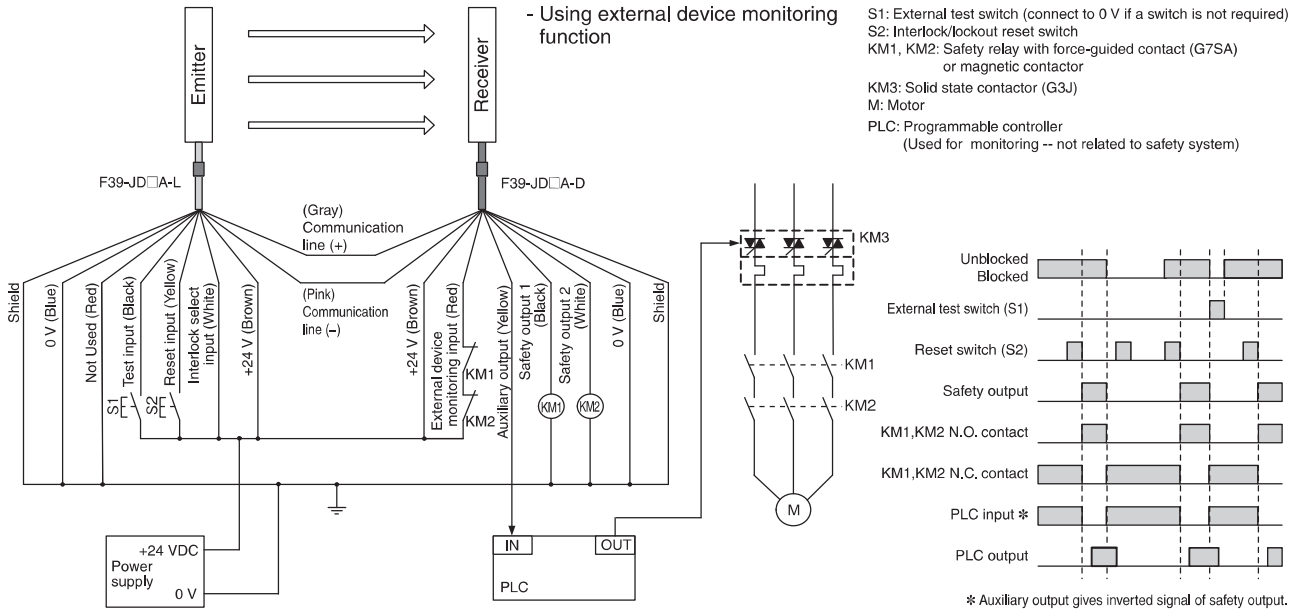 - Using external device monitoring
function
S1: External test switch (connect to 0 V if a switch is not required)
S2: Interlock/lockout reset switch
KM1, KM2: Safety relay with force-guided contact (G7SA)
or magnetic contactor
KM3: Solid state contactor (G3J)
M: Motor
PLC: Programmable controller
(Used for monitoring -- not related to safety system)
Emitter
Receiver
F39-JD□A-L
F39-JD□A-D
(Gray)
Communication
line (+)
(Pink)
Communication
line (–)
Shield
0 V (Blue)
Not Used (Red)
Test input (Black)
Reset input (Yellow)
Interlock select
input (White)
+24 V (Brown)
S1
S2
+24 V (Brown)
External device
monitoring input (Red)
KM1
KM2
Auxiliary output (Yellow)
Safety output 1
(Black)
Safety output 2
(White)
0 V (Blue)
Shield
KM1
KM2
+24 VDC
Power
supply
0 V
IN
OUT
PLC
KM3
KM1
KM2
M
Unblocked
Blocked
External test switch (S1)
Reset switch (S2)
Safety output
KM1,KM2 N.O. contact
KM1,KM2 N.C. contact
PLC input ✻
PLC output
✻ Auxiliary output gives inverted signal of safety output.